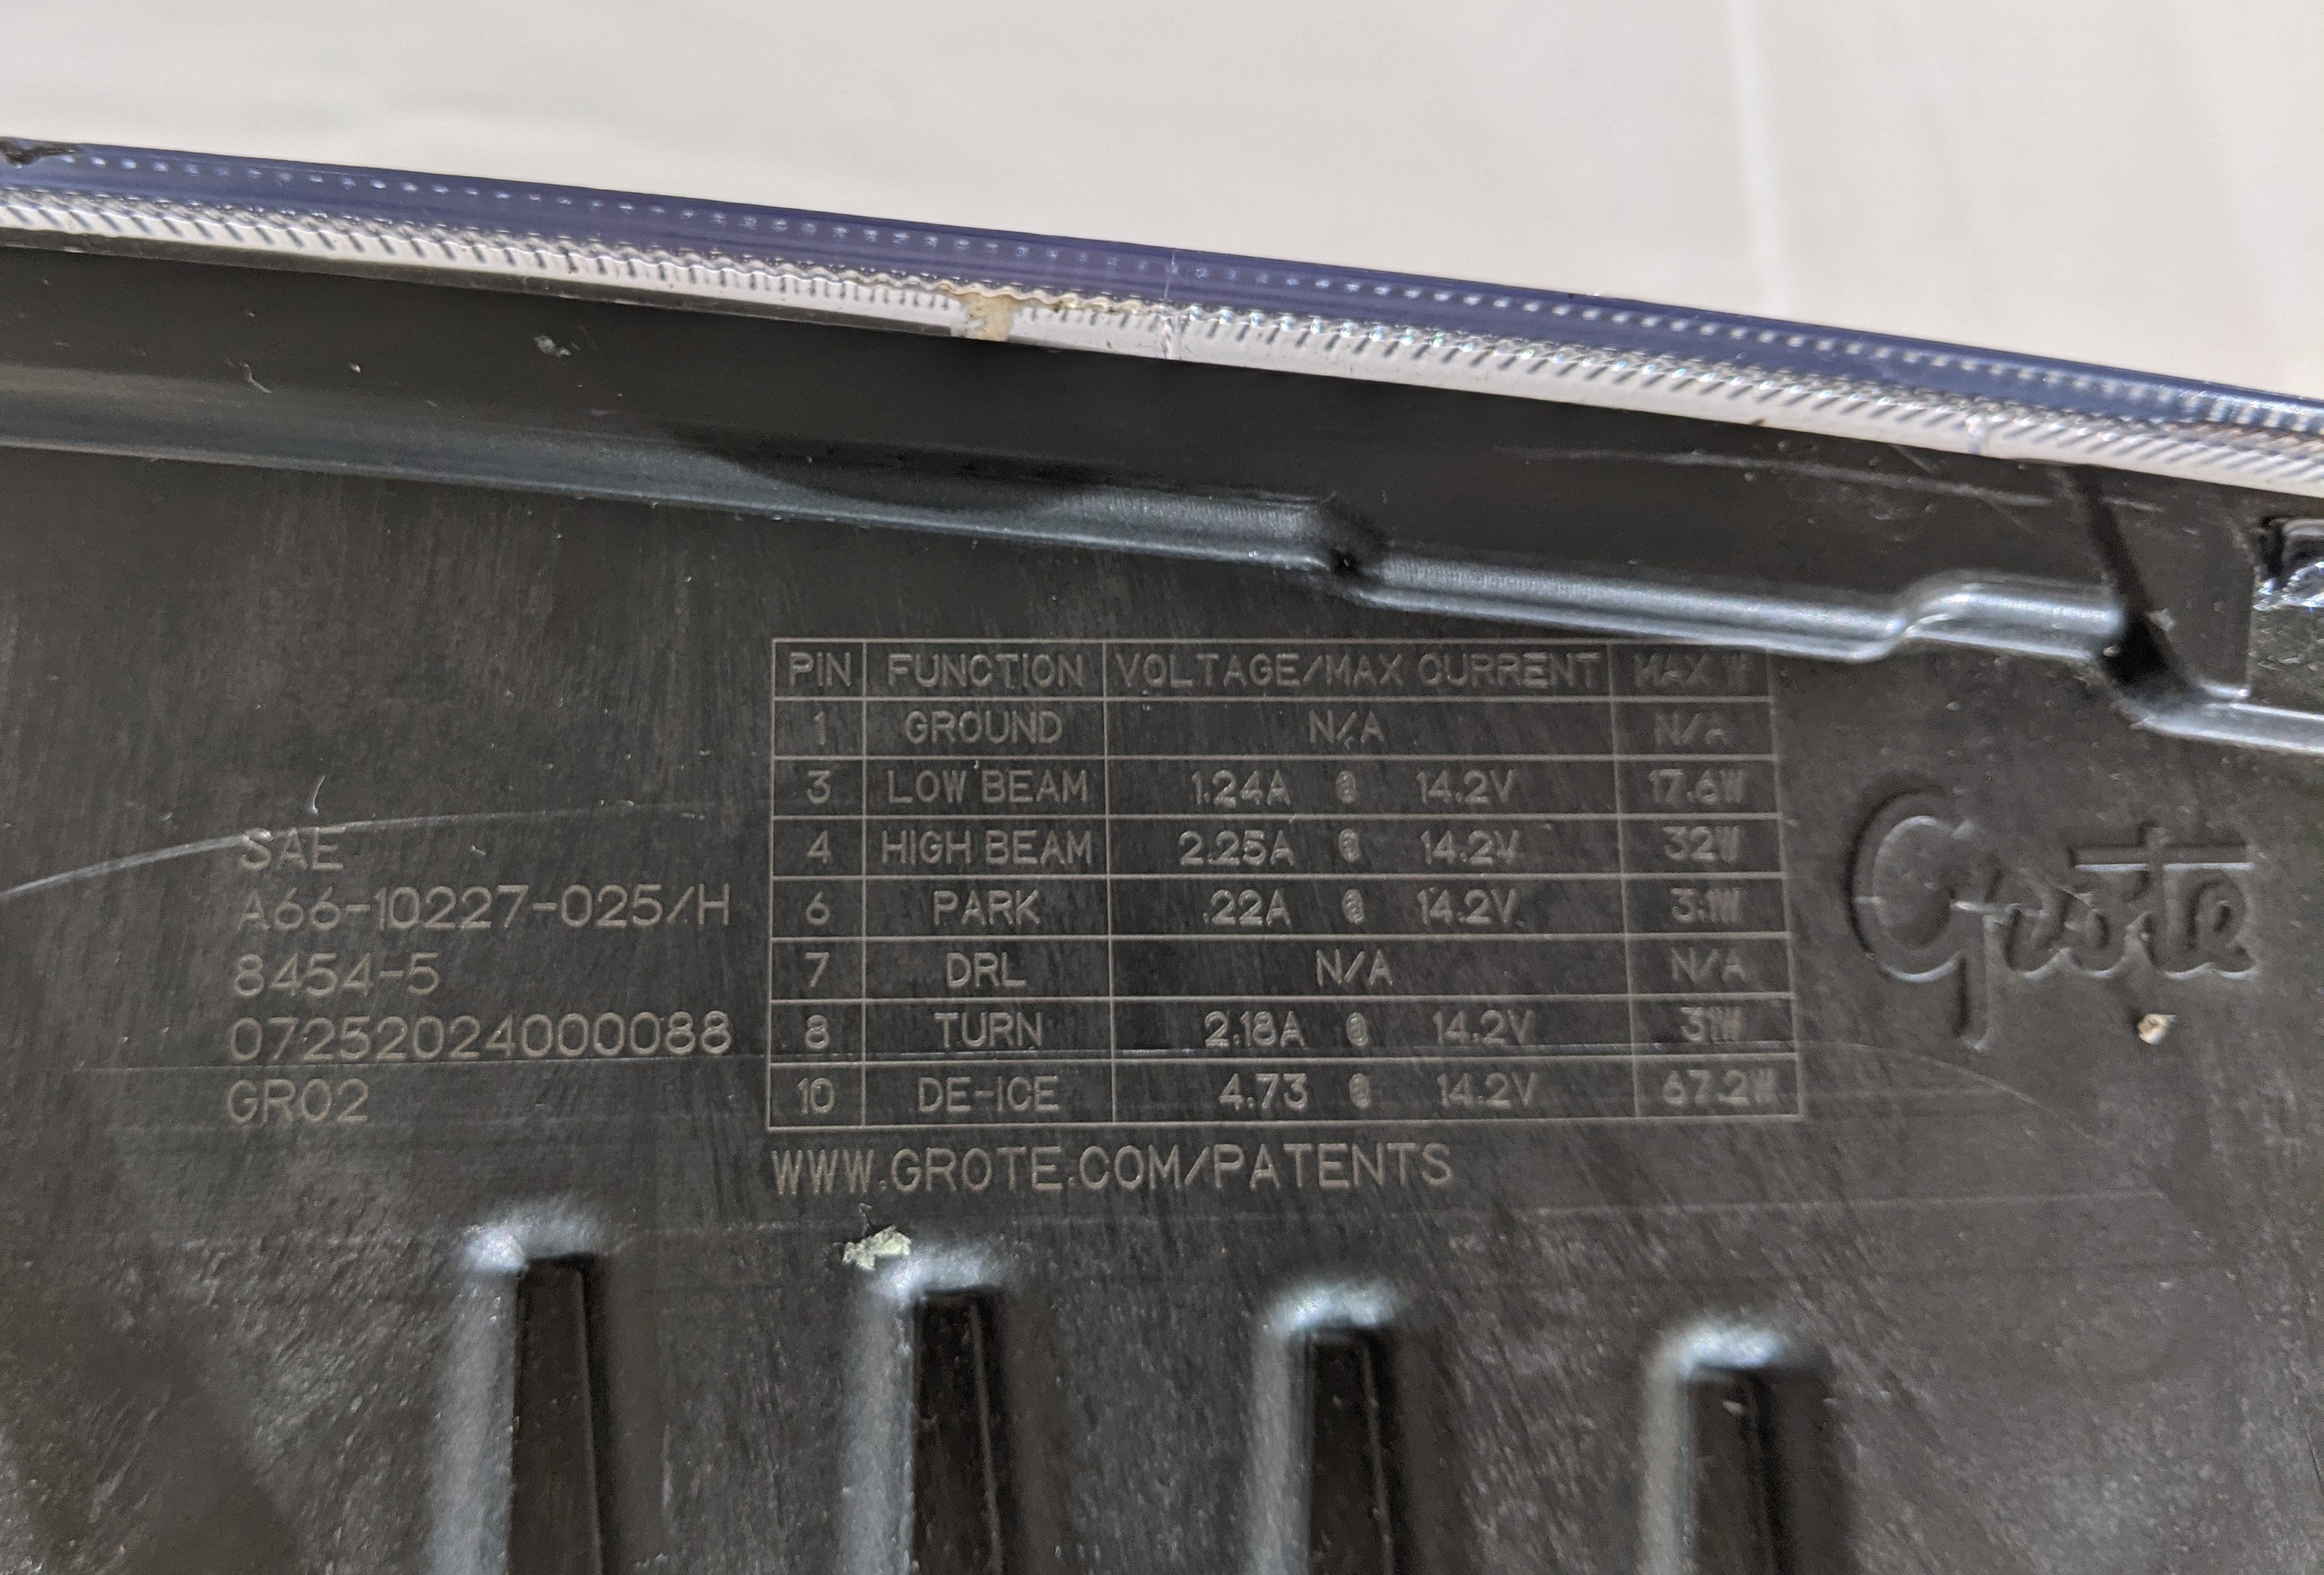 PIN FUNCTION VOLTAGE/MAX CURRENT MAX W
1 GROUND N/A N/A
3 LOW BEAM 1.24A @ 14.2V 17.6W
4 HIGH BEAM 2.25A @ 14.2V 32W
6 PARK .22A @ 14.2V 3.1W
7 DRL N/A N/A
8 TURN 2.18A @ 14.2V 31W
10 DE-ICE 4.73 @ 14.2V 67.2W
WWW.GROTE.COM/PATENTS
SAE
A66-10227-025/H
8454-5
07252024000088
GR02
Grote